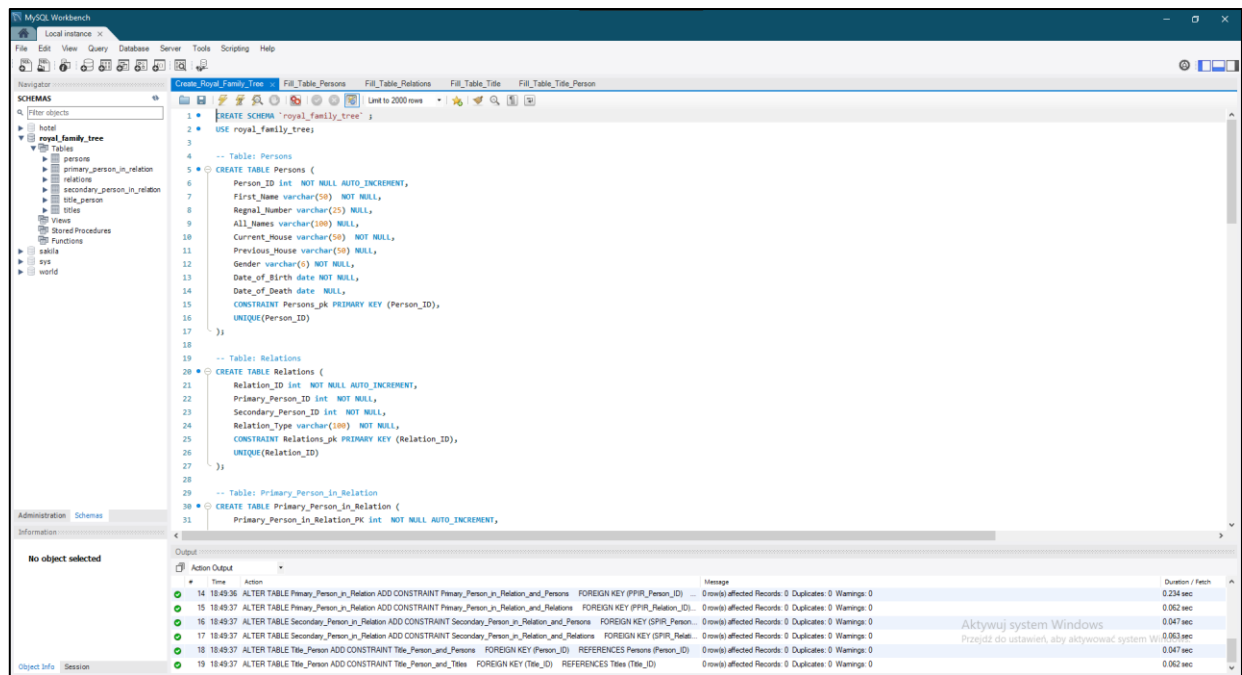 MySQL Workbench
Local instance ×
File Edit View Query Database Server Tools Scripting Help
Navigator
SCHEMAS
Filter objects
hotel
royal_family_tree
Tables
persons
primary_person_in_relation
relations
secondary_person_in_relation
title_person
titles
Views
Stored Procedures
Functions
sakila
sys
world
Administration Schemas
Information
No object selected
Object Info Session
Create_Royal_Family_Tree × Fill_Table_Persons Fill_Table_Relations Fill_Table_Title Fill_Table_Title_Person
Limit to 2000 rows
1 CREATE SCHEMA `royal_family_tree` ;
2 USE royal_family_tree;
3
4 -- Table: Persons
5 CREATE TABLE Persons (
6 Person_ID int NOT NULL AUTO_INCREMENT,
7 First_Name varchar(50) NOT NULL,
8 Regnal_Number varchar(25) NULL,
9 All_Names varchar(100) NULL,
10 Current_House varchar(50) NOT NULL,
11 Previous_House varchar(50) NULL,
12 Gender varchar(6) NOT NULL,
13 Date_of_Birth date NOT NULL,
14 Date_of_Death date NULL,
15 CONSTRAINT Persons_pk PRIMARY KEY (Person_ID),
16 UNIQUE(Person_ID)
17 );
18
19 -- Table: Relations
20 CREATE TABLE Relations (
21 Relation_ID int NOT NULL AUTO_INCREMENT,
22 Primary_Person_ID int NOT NULL,
23 Secondary_Person_ID int NOT NULL,
24 Relation_Type varchar(100) NOT NULL,
25 CONSTRAINT Relations_pk PRIMARY KEY (Relation_ID),
26 UNIQUE(Relation_ID)
27 );
28
29 -- Table: Primary_Person_in_Relation
30 CREATE TABLE Primary_Person_in_Relation (
31 Primary_Person_in_Relation_PK int NOT NULL AUTO_INCREMENT,
Output
Action Output
# Time Action Message Duration / Fetch
14 18:49:36 ALTER TABLE Primary_Person_in_Relation ADD CONSTRAINT Primary_Person_in_Relation_and_Persons FOREIGN KEY (PPIR_Person_ID) ... 0 row(s) affected Records: 0 Duplicates: 0 Warnings: 0 0.234 sec
15 18:49:37 ALTER TABLE Primary_Person_in_Relation ADD CONSTRAINT Primary_Person_in_Relation_and_Relations FOREIGN KEY (PPIR_Relation_ID)... 0 row(s) affected Records: 0 Duplicates: 0 Warnings: 0 0.062 sec
16 18:49:37 ALTER TABLE Secondary_Person_in_Relation ADD CONSTRAINT Secondary_Person_in_Relation_and_Persons FOREIGN KEY (SPIR_Person... 0 row(s) affected Records: 0 Duplicates: 0 Warnings: 0 0.047 sec
17 18:49:37 ALTER TABLE Secondary_Person_in_Relation ADD CONSTRAINT Secondary_Person_in_Relation_and_Relations FOREIGN KEY (SPIR_Relati... 0 row(s) affected Records: 0 Duplicates: 0 Warnings: 0 0.063 sec
18 18:49:37 ALTER TABLE Title_Person ADD CONSTRAINT Title_Person_and_Persons FOREIGN KEY (Person_ID) REFERENCES Persons (Person_ID) 0 row(s) affected Records: 0 Duplicates: 0 Warnings: 0 0.047 sec
19 18:49:37 ALTER TABLE Title_Person ADD CONSTRAINT Title_Person_and_Titles FOREIGN KEY (Title_ID) REFERENCES Titles (Title_ID) 0 row(s) affected Records: 0 Duplicates: 0 Warnings: 0 0.062 sec
Aktywuj system Windows
Przejdź do ustawień, aby aktywować system Windows.